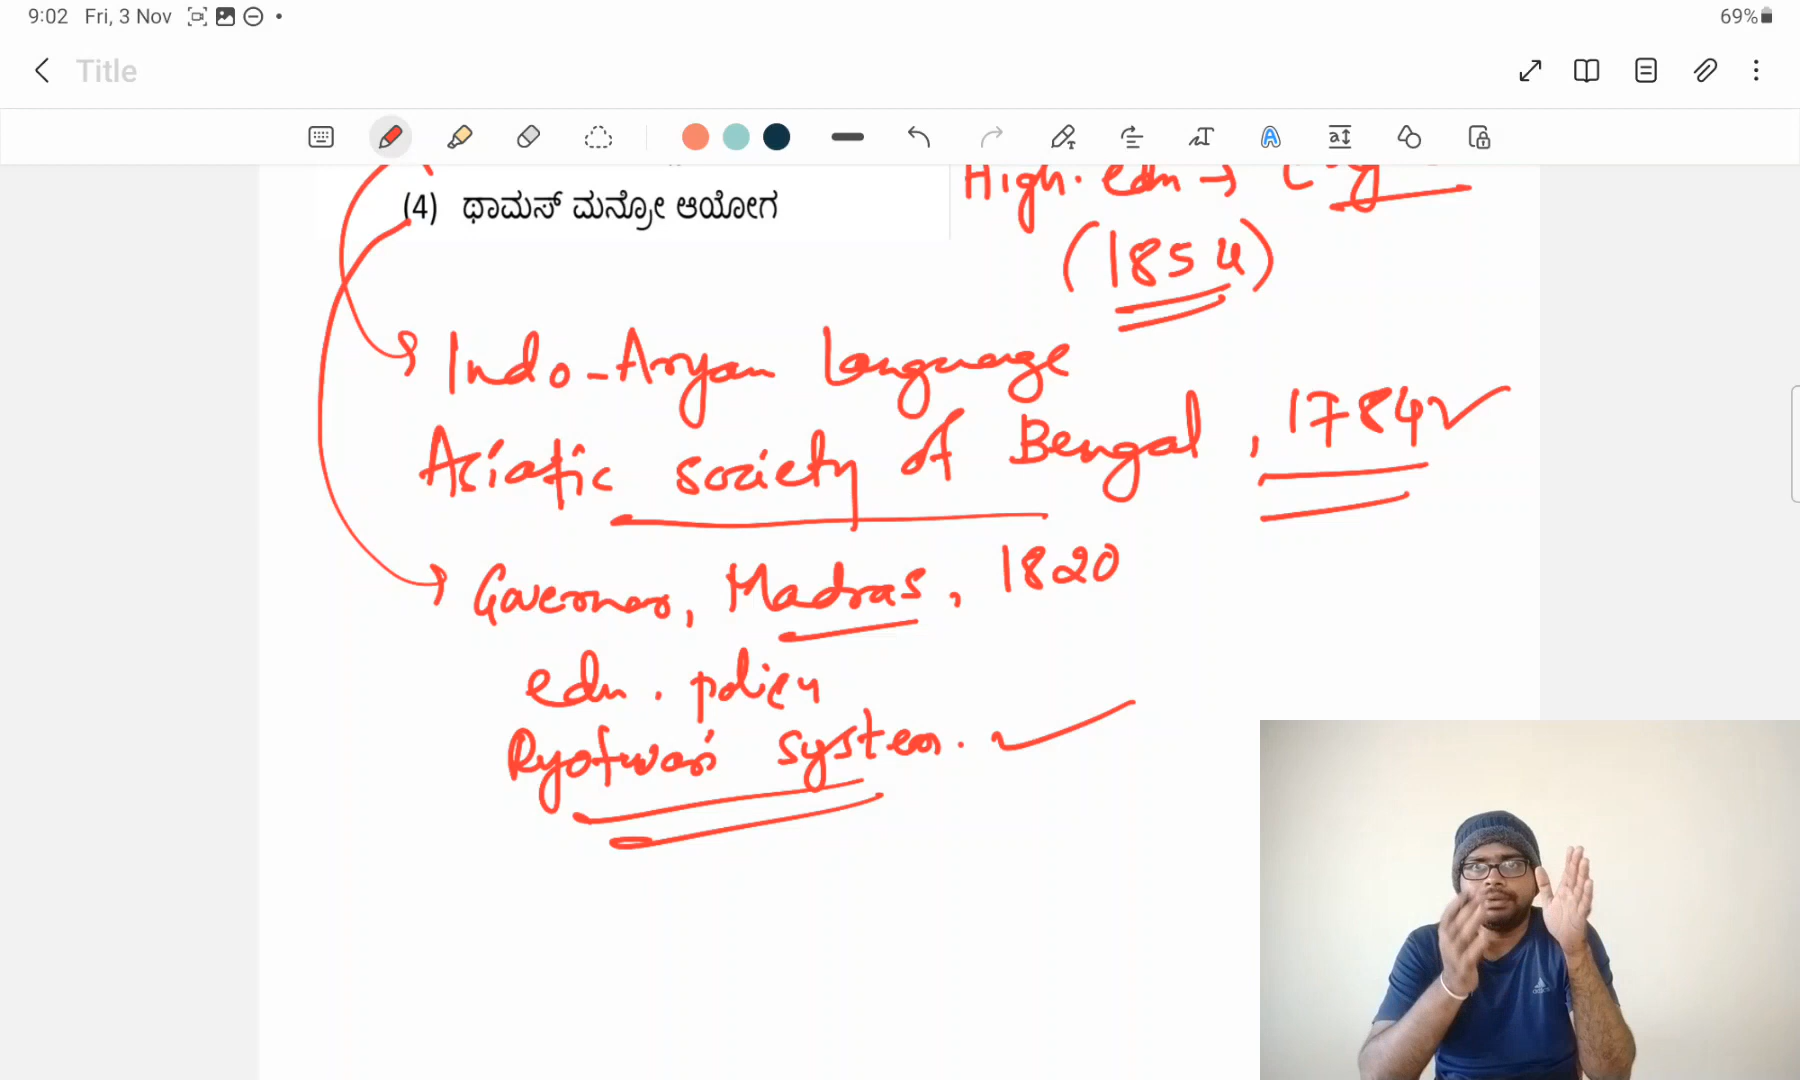 9:02 Fri, 3 Nov
69%
Title
High. edn →
(4) ಥಾಮಸ್ ಮನ್ರೋ ಆಯೋಗ
(1854)
Indo-Aryan Language
Asiatic society of Bengal, 1784
Governor, Madras, 1820
edn. policy
Ryotwari system.